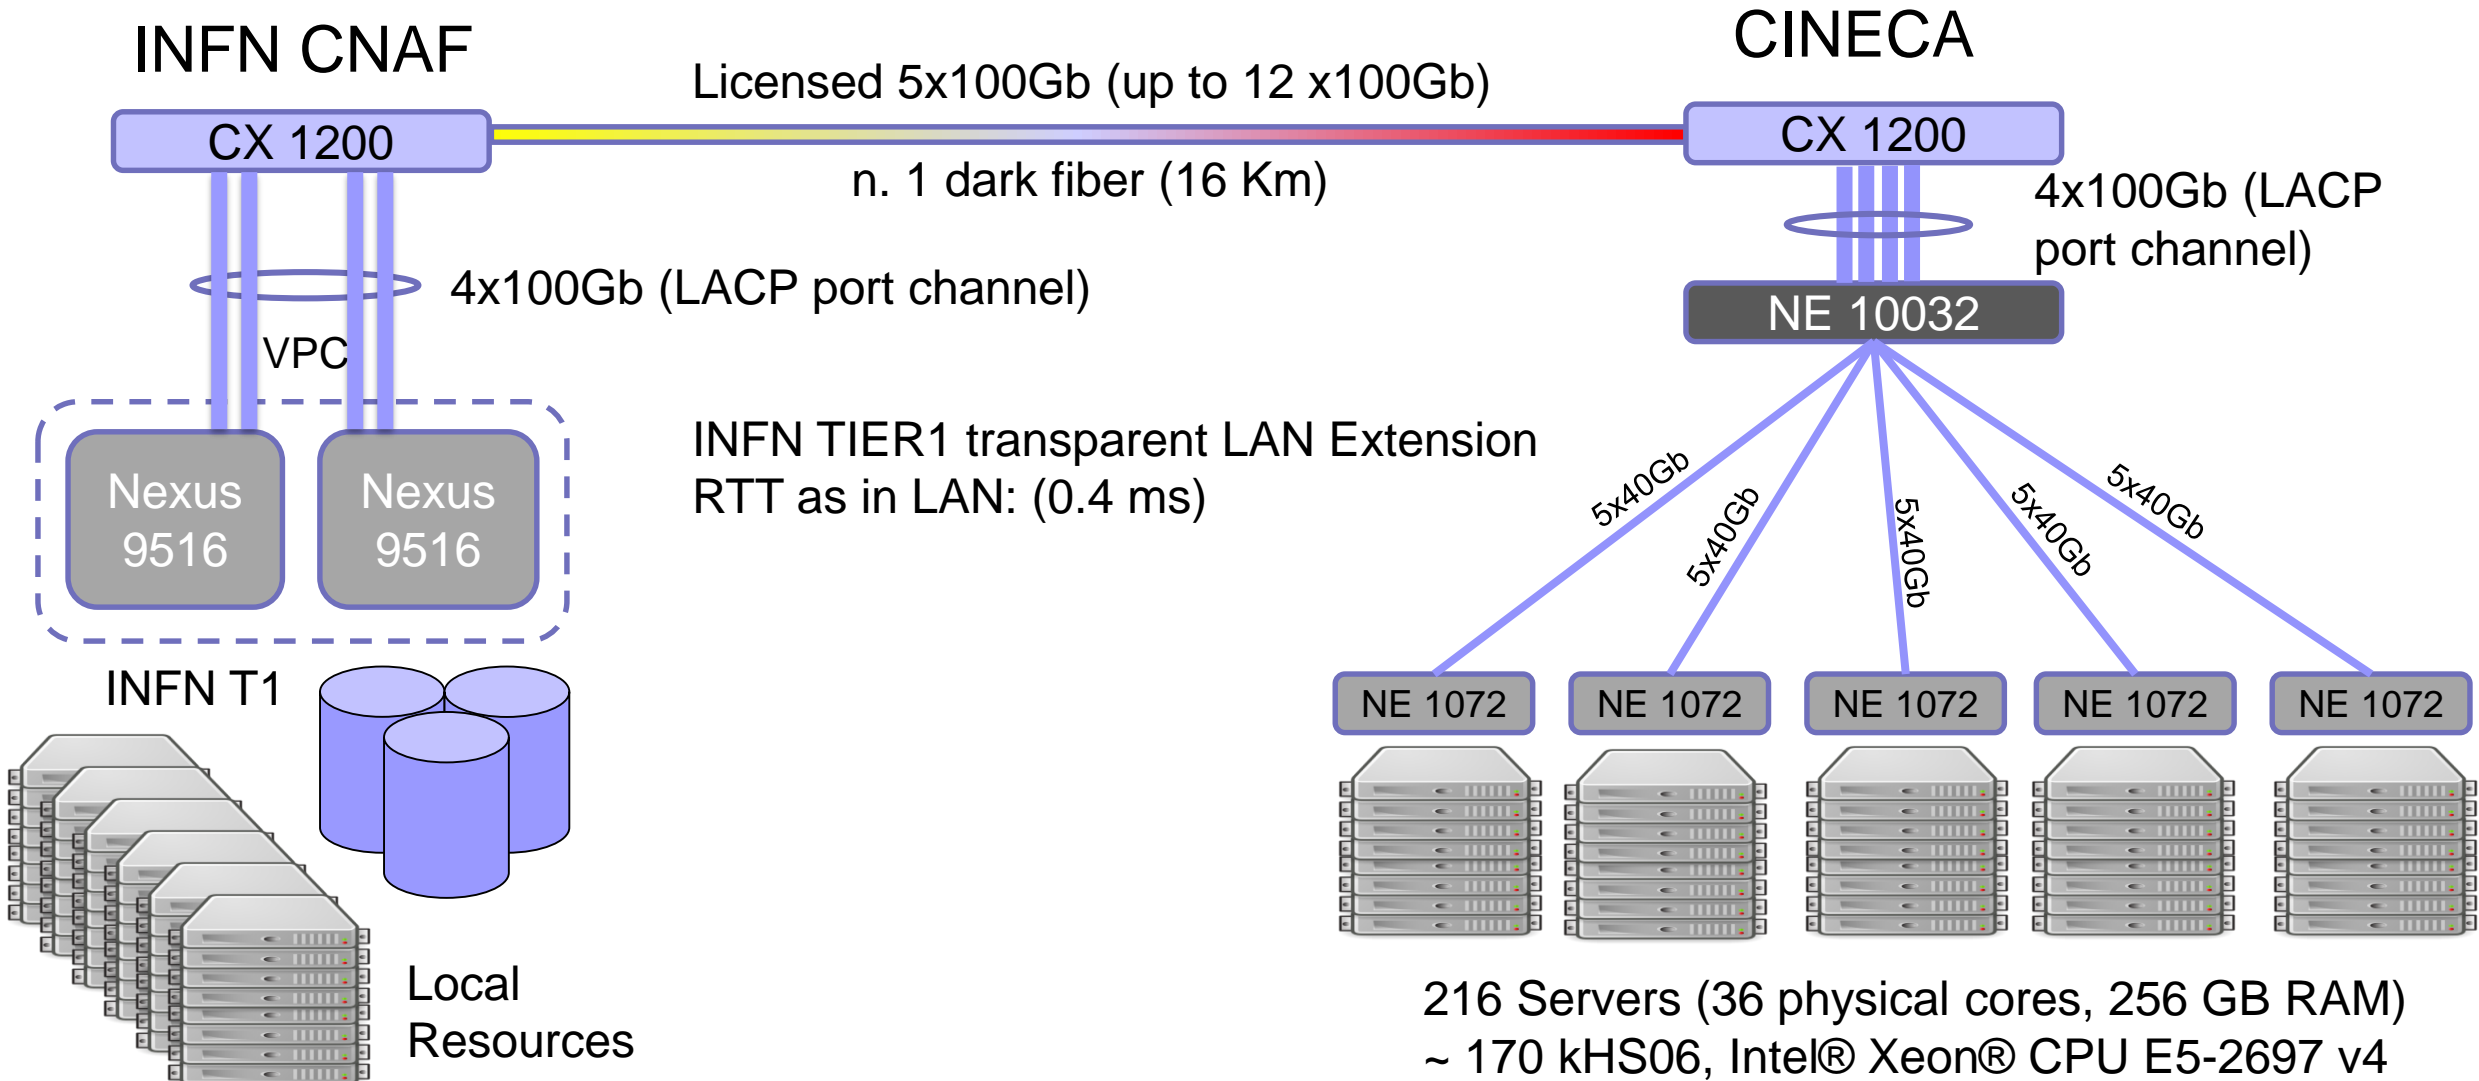 INFN CNAF
CINECA
Licensed 5x100Gb (up to 12 x100Gb)
CX 1200
CX 1200
n. 1 dark fiber (16 Km)
4x100Gb (LACP
port channel)
4x100Gb (LACP port channel)
NE 10032
VPC
INFN TIER1 transparent LAN Extension
RTT as in LAN: (0.4 ms)
Nexus
9516
Nexus
9516
5x40Gb
5x40Gb
5x40Gb
5x40Gb
5x40Gb
INFN T1
NE 1072
NE 1072
NE 1072
NE 1072
NE 1072
Local
Resources
216 Servers (36 physical cores, 256 GB RAM)
~ 170 kHS06, Intel® Xeon® CPU E5-2697 v4